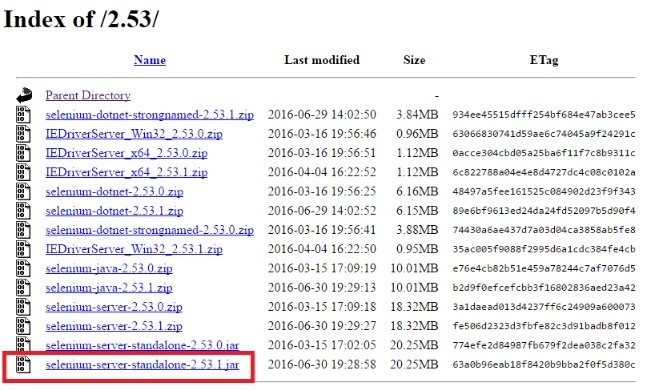 Index of /2.53/
Name Last modified Size ETag
Parent Directory -
selenium-dotnet-strongnamed-2.53.1.zip 2016-06-29 14:02:50 3.84MB 934ee45515dfff254bf684e47ab3cee5
IEDriverServer_Win32_2.53.0.zip 2016-03-16 19:56:46 0.96MB 63066830741d59ae6c74045a9f24291c
IEDriverServer_x64_2.53.0.zip 2016-03-16 19:56:51 1.12MB 0acce304cbd05a25ba6f11f7c8b9311c
IEDriverServer_x64_2.53.1.zip 2016-04-04 16:22:52 1.12MB 6c822788a04e4e8d4727dc4c08c0102a
selenium-dotnet-2.53.0.zip 2016-03-16 19:56:25 6.16MB 48497a5fee161525c084902d23f9f343
selenium-dotnet-2.53.1.zip 2016-06-29 14:02:52 6.15MB 89e6bf9613ed24da24fd52097b5d90f4
selenium-dotnet-strongnamed-2.53.0.zip 2016-03-16 19:56:41 3.88MB 74430a6ae437d7a03d04ca3858ab5fe8
IEDriverServer_Win32_2.53.1.zip 2016-04-04 16:22:50 0.95MB 35ac005f9088f2995d6a1cdc384fe4cb
selenium-java-2.53.0.zip 2016-03-15 17:09:19 10.01MB e76e4cb82b51e459a78244c7af7076d5
selenium-java-2.53.1.zip 2016-06-30 19:29:13 10.01MB b2d9f0efcefcbb3f16802836aed23a42
selenium-server-2.53.0.zip 2016-03-15 17:09:18 18.32MB 3a1daead013d4237ff6c24909a600073
selenium-server-2.53.1.zip 2016-06-30 19:29:27 18.32MB fe506d2323d3fbfe82c3d91badb8f012
selenium-server-standalone-2.53.0.jar 2016-03-15 17:02:05 20.25MB 774efe2d84987fb679f2dea038c2fa32
selenium-server-standalone-2.53.1.jar 2016-06-30 19:28:58 20.25MB 63a0b96eab18f8420b9bba2f0f5d380c